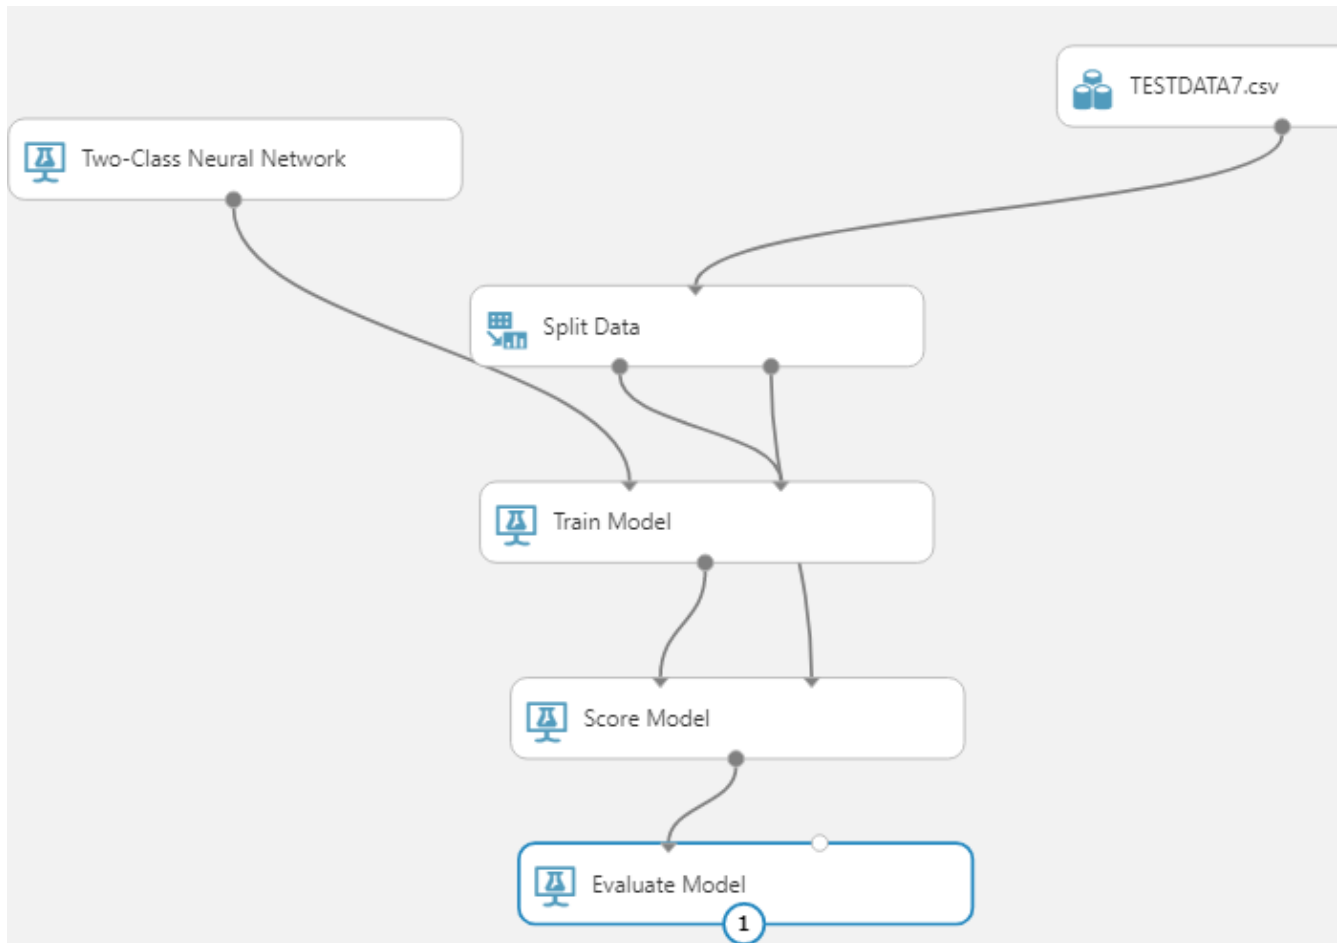 TESTDATA7.csv
Two-Class Neural Network
Split Data
Train Model
Score Model
Evaluate Model
1